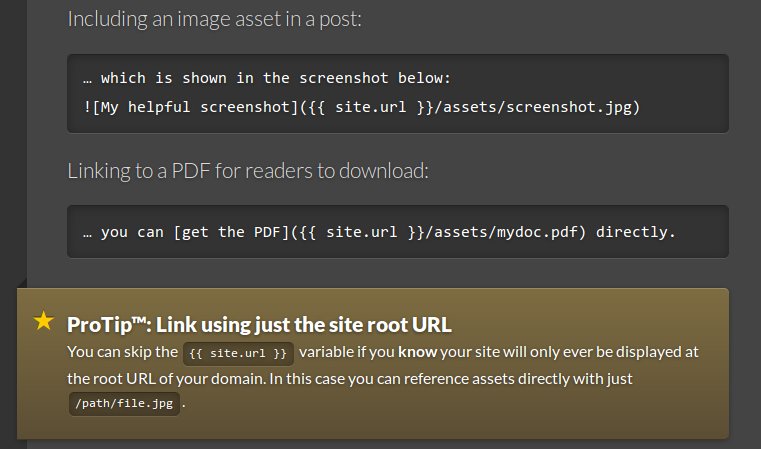 Including an image asset in a post:
… which is shown in the screenshot below:
![My helpful screenshot]({{ site.url }}/assets/screenshot.jpg)
Linking to a PDF for readers to download:
… you can [get the PDF]({{ site.url }}/assets/mydoc.pdf) directly.
ProTip™: Link using just the site root URL
You can skip the {{ site.url }} variable if you know your site will only ever be displayed at
the root URL of your domain. In this case you can reference assets directly with just
/path/file.jpg .